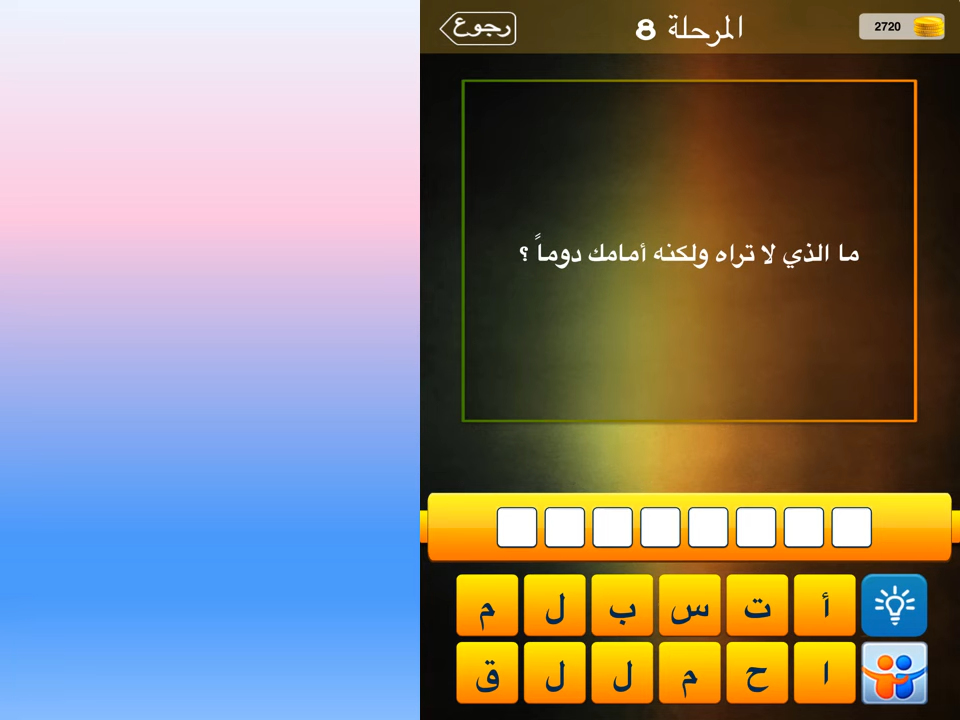 رجوع المرحلة 8 2720
ما الذي لا تراه ولكنه أمامك دوماً ؟
أ ت س ب ل م
ا ح م ل ل ق